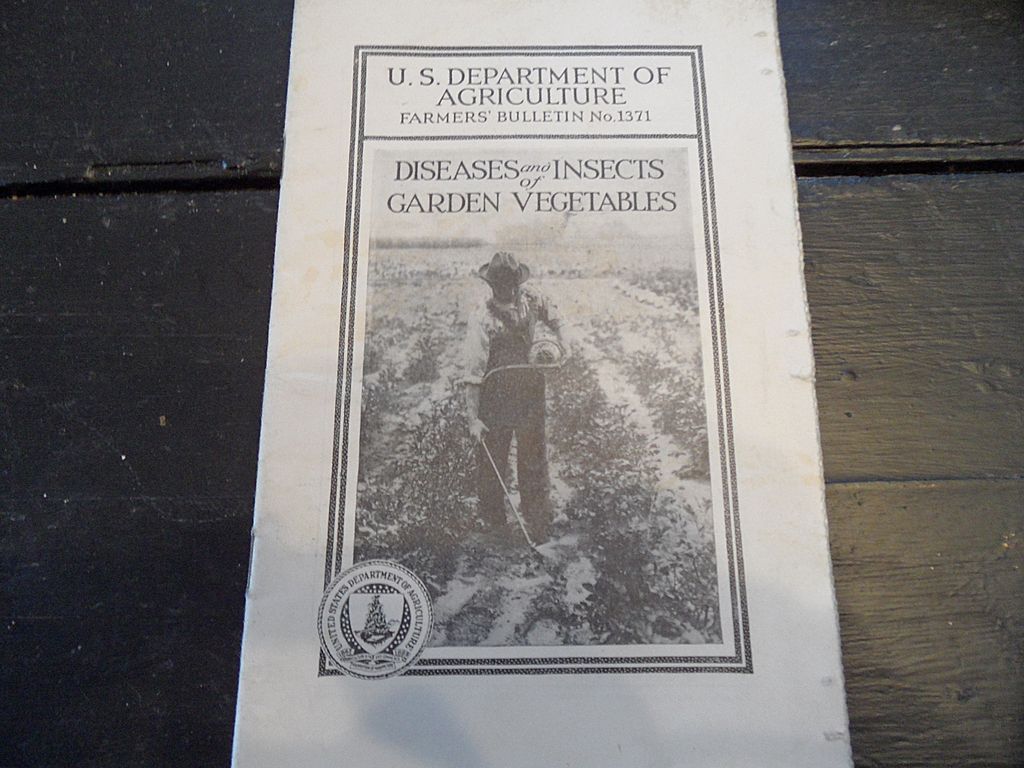 U. S. DEPARTMENT OF
AGRICULTURE
FARMERS' BULLETIN No. 1371
DISEASES and INSECTS
of
GARDEN VEGETABLES
UNITED STATES DEPARTMENT OF AGRICULTURE